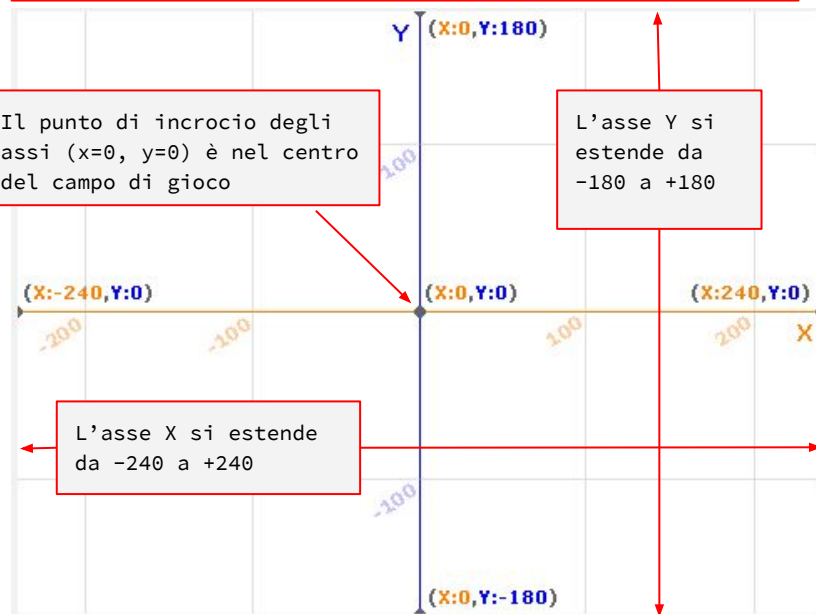 Y (X:0,Y:180)
Il punto di incrocio degli
assi (x=0, y=0) è nel centro
del campo di gioco
L'asse Y si
estende da
-180 a +180
100
(X:-240,Y:0)
(X:0,Y:0)
(X:240,Y:0)
-200
-100
100
200
X
L'asse X si estende
da -240 a +240
-100
(X:0,Y:-180)